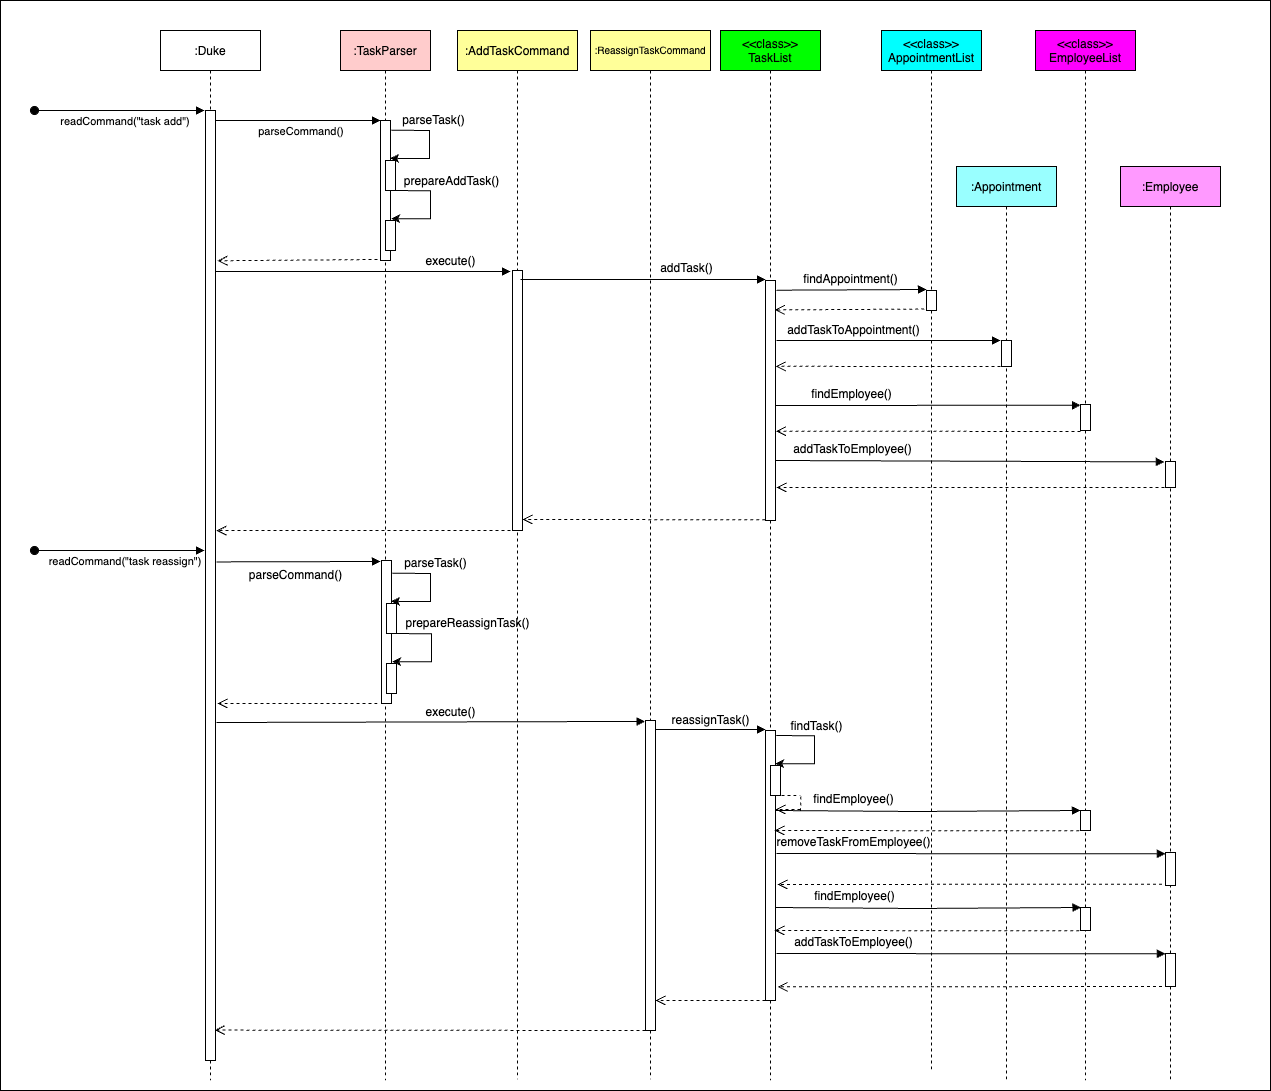 :Duke
:TaskParser
:AddTaskCommand
:ReassignTaskCommand
<<class>>
TaskList
<<class>>
AppointmentList
<<class>>
EmployeeList
readCommand("task add")
parseCommand()
parseTask()
prepareAddTask()
:Appointment
:Employee
execute()
addTask()
findAppointment()
addTaskToAppointment()
findEmployee()
addTaskToEmployee()
readCommand("task reassign")
parseCommand()
parseTask()
prepareReassignTask()
execute()
reassignTask()
findTask()
findEmployee()
removeTaskFromEmployee()
findEmployee()
addTaskToEmployee()